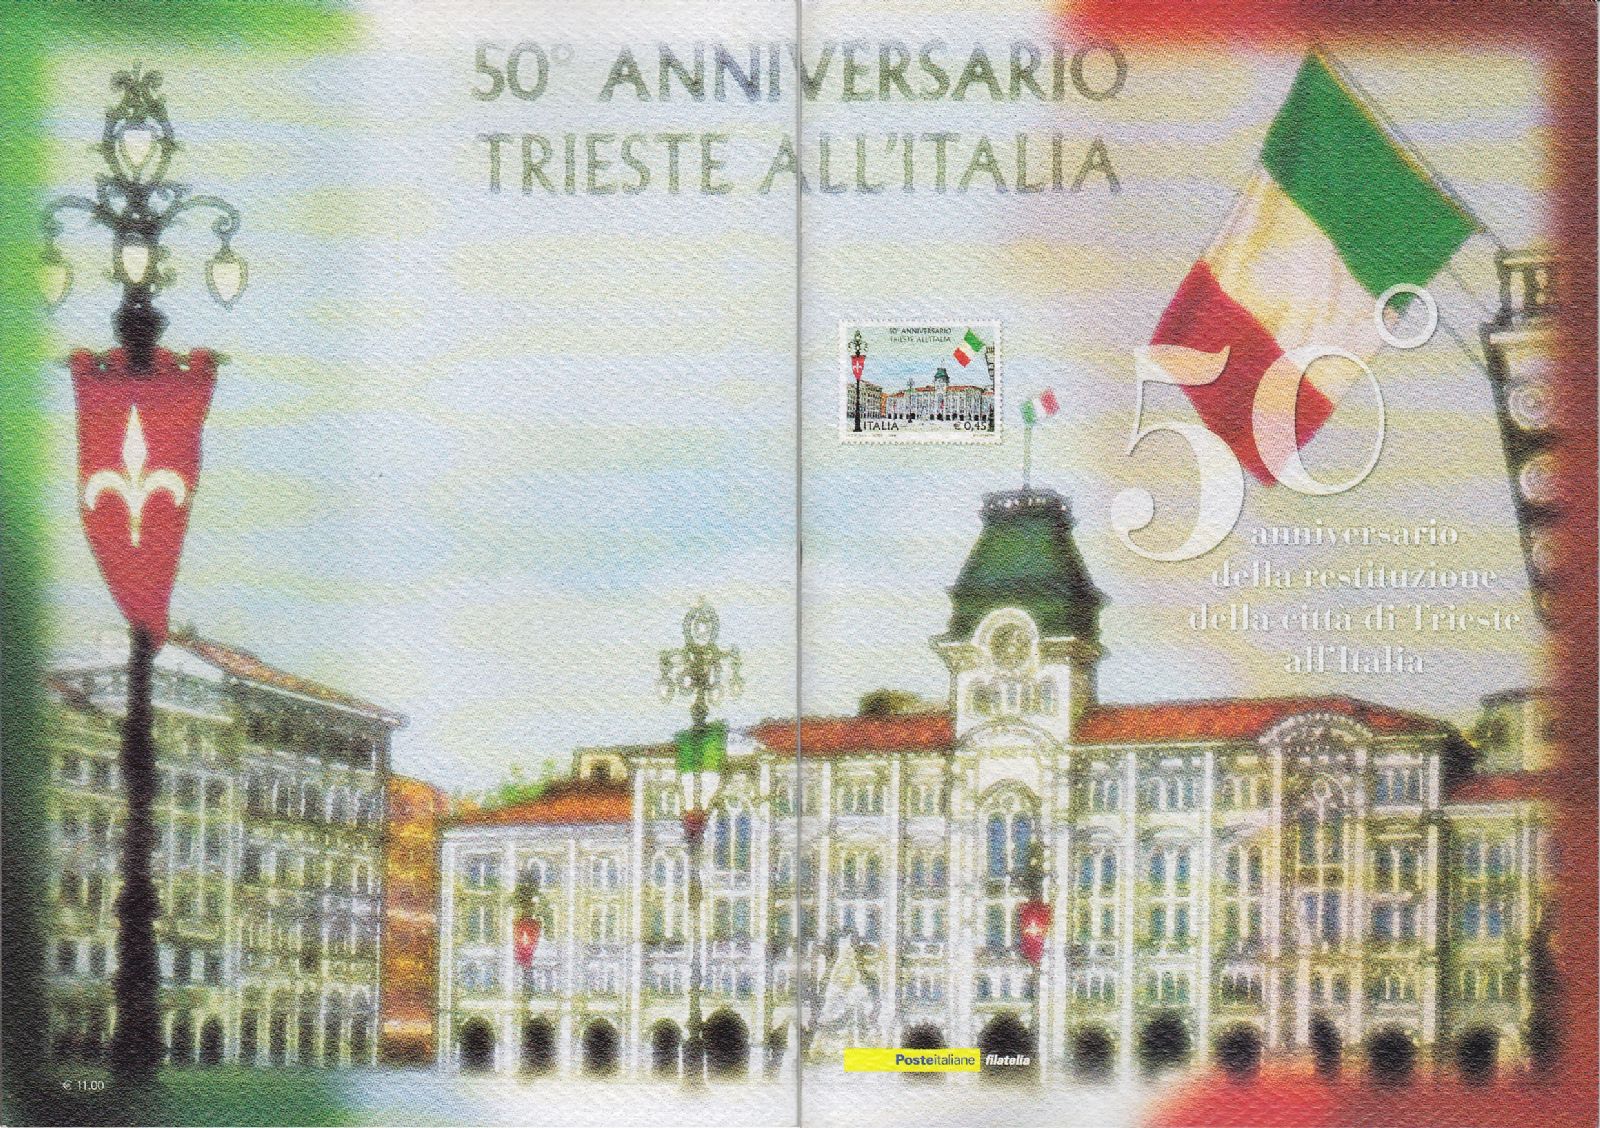 50° ANNIVERSARIO
TRIESTE ALL'ITALIA
50° ANNIVERSARIO
TRIESTE ALL'ITALIA
ITALIA € 0,45
50°
anniversario
della restituzione
della città di Trieste
all'Italia
Posteitaliane filatelia
€ 11.00